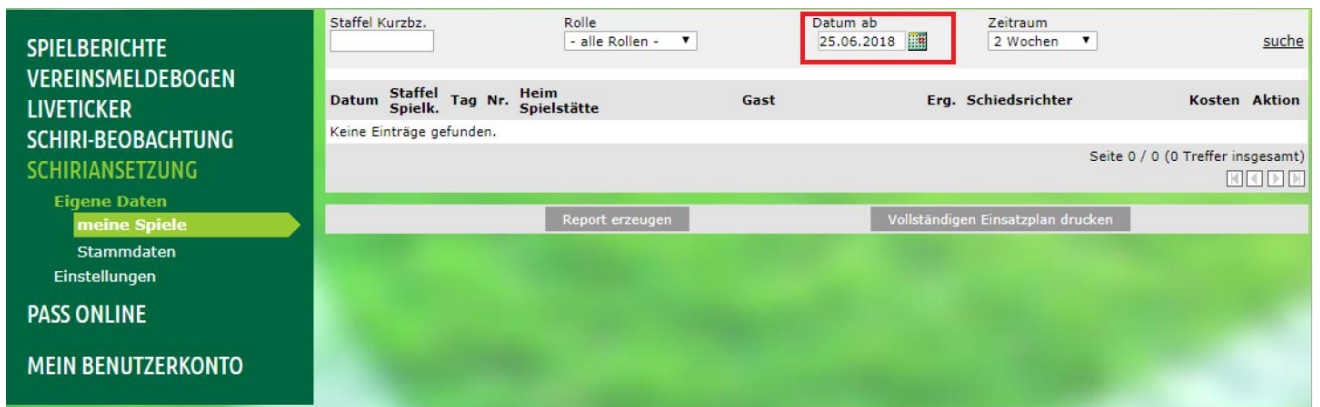 SPIELBERICHTE
VEREINSMELDEBOGEN
LIVETICKER
SCHIRI-BEOBACHTUNG
SCHIRIANSETZUNG
Eigene Daten
meine Spiele
Stammdaten
Einstellungen
PASS ONLINE
MEIN BENUTZERKONTO
Staffel Kurzbz. Rolle Datum ab Zeitraum
- alle Rollen - 25.06.2018 2 Wochen suche
Datum Staffel Spielk. Tag Nr. Heim Spielstätte Gast Erg. Schiedsrichter Kosten Aktion
Keine Einträge gefunden.
Seite 0 / 0 (0 Treffer insgesamt)
Report erzeugen Vollständigen Einsatzplan drucken